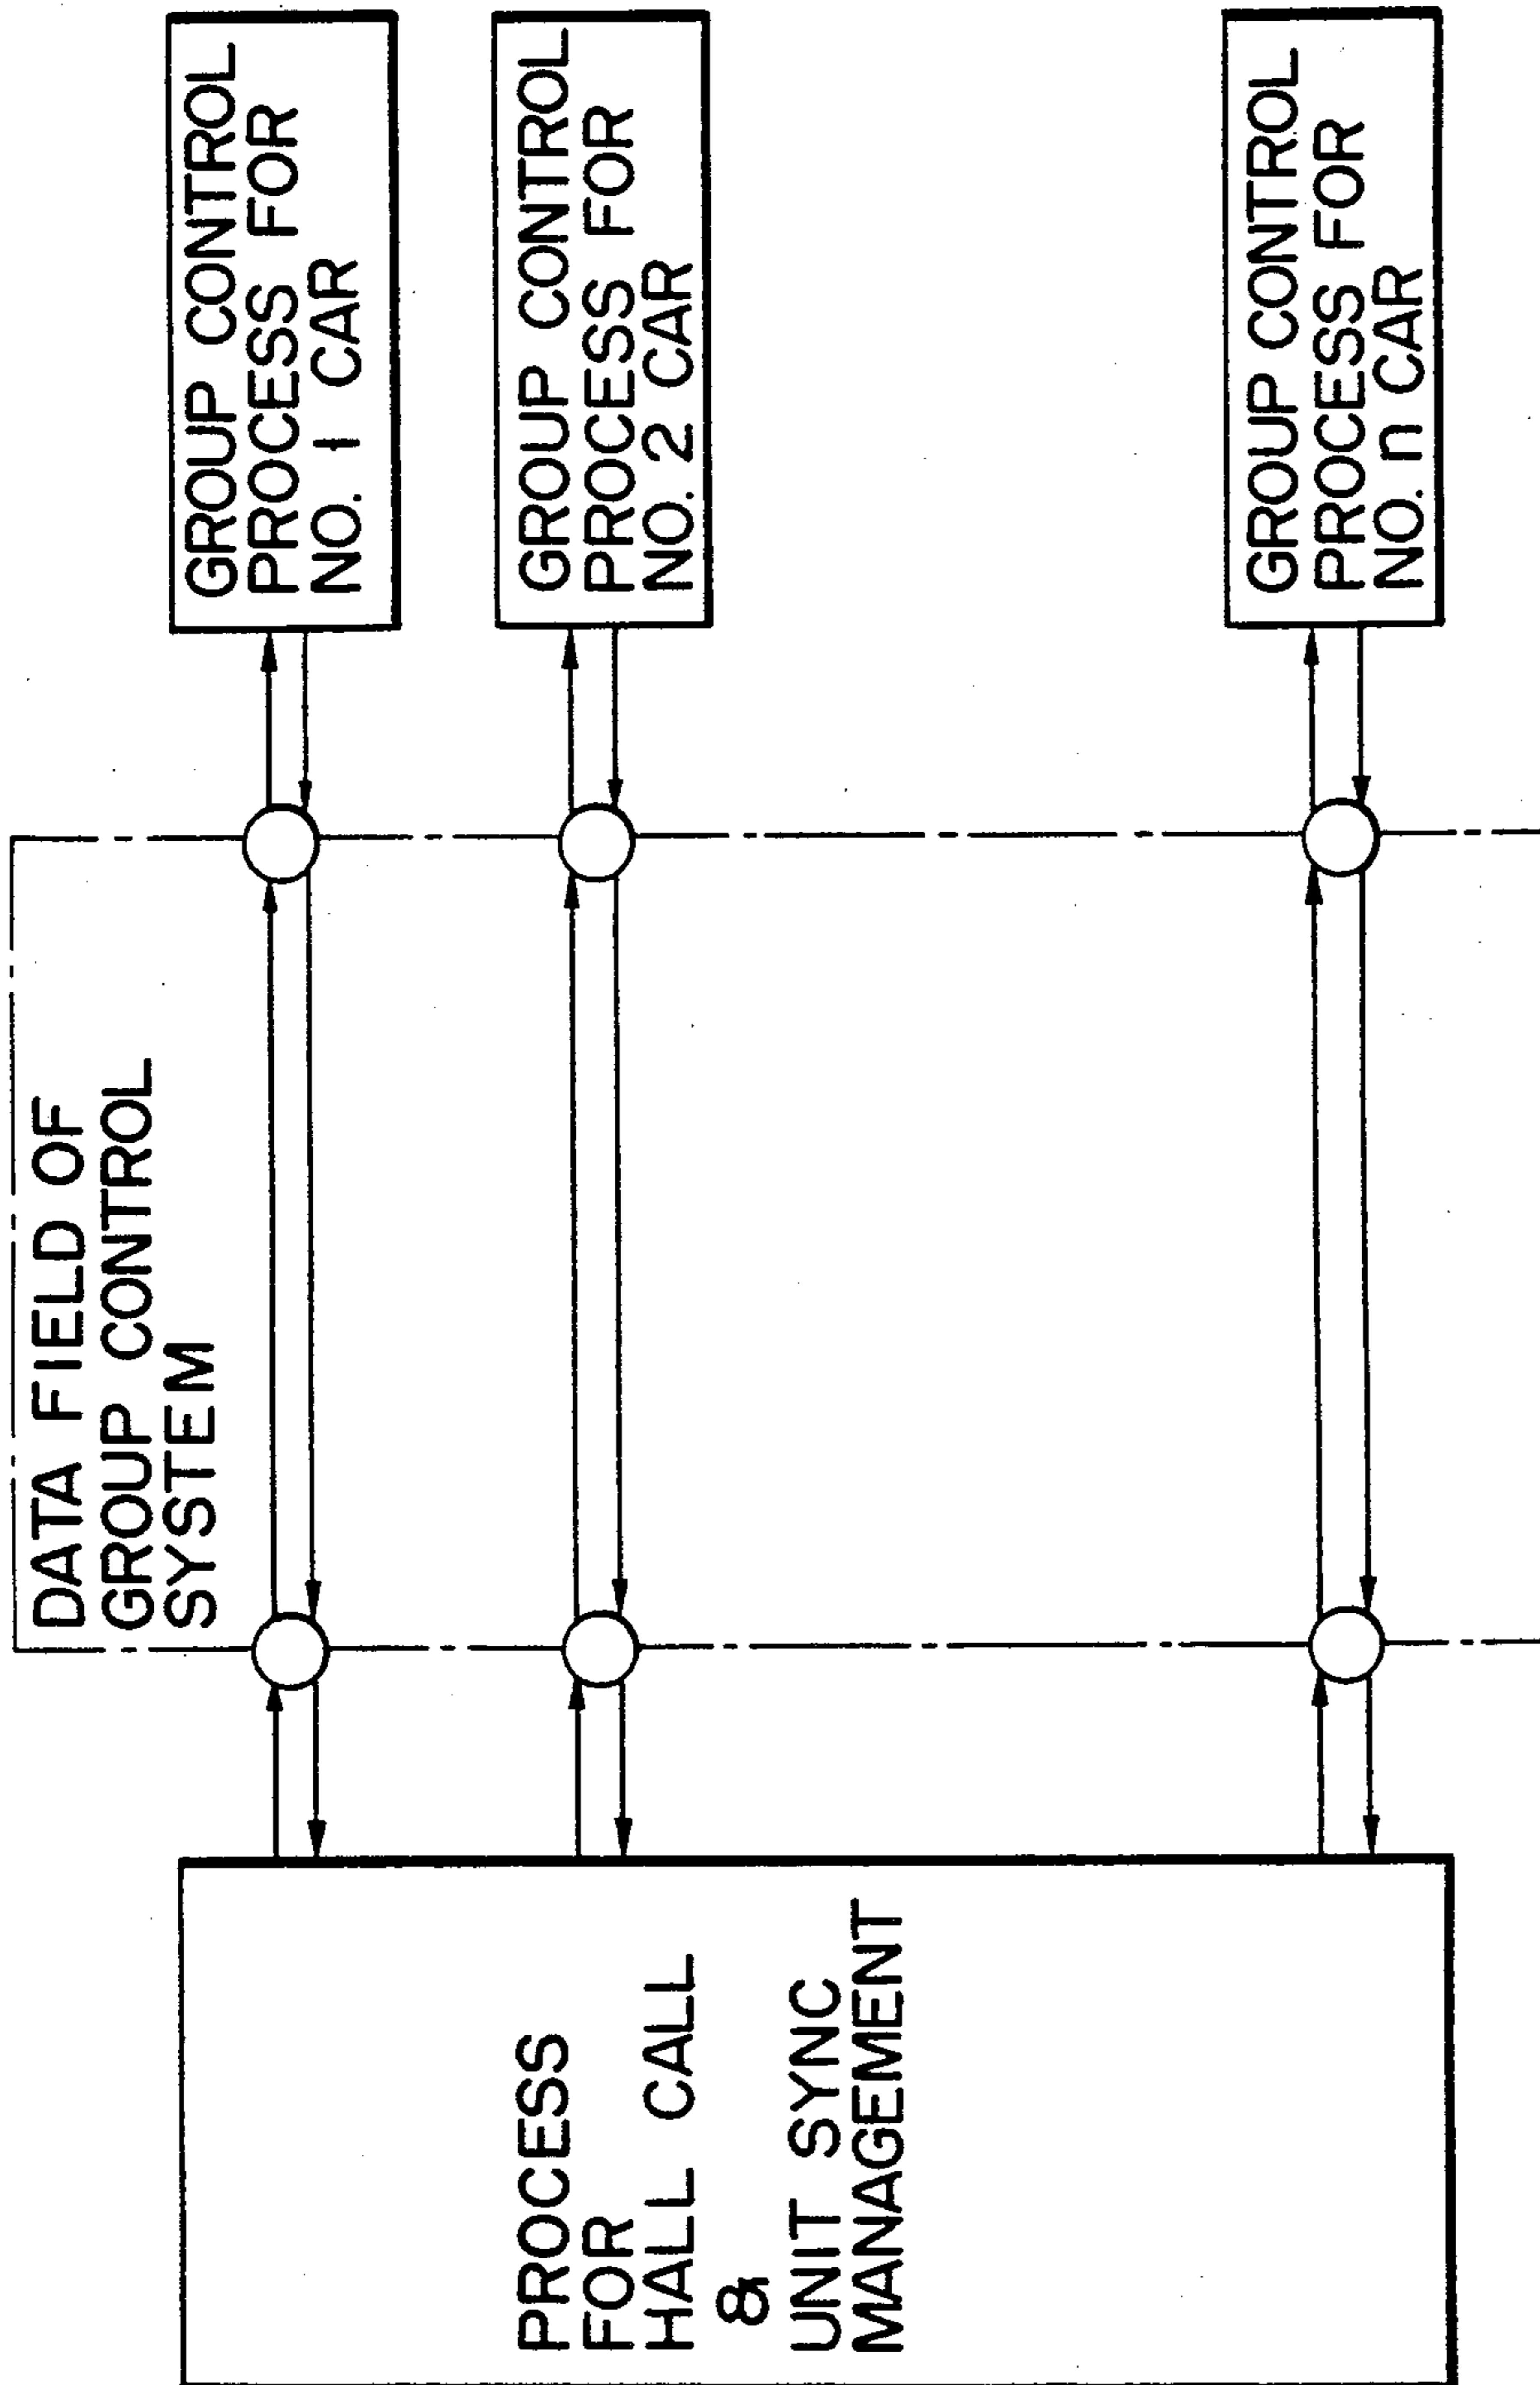 PROCESS
FOR
HALL CALL
&
UNIT SYNC
MANAGEMENT
DATA FIELD OF
GROUP CONTROL
SYSTEM
GROUP CONTROL
PROCESS FOR
NO. 1 CAR
GROUP CONTROL
PROCESS FOR
NO. 2 CAR
GROUP CONTROL
PROCESS FOR
NO. n CAR